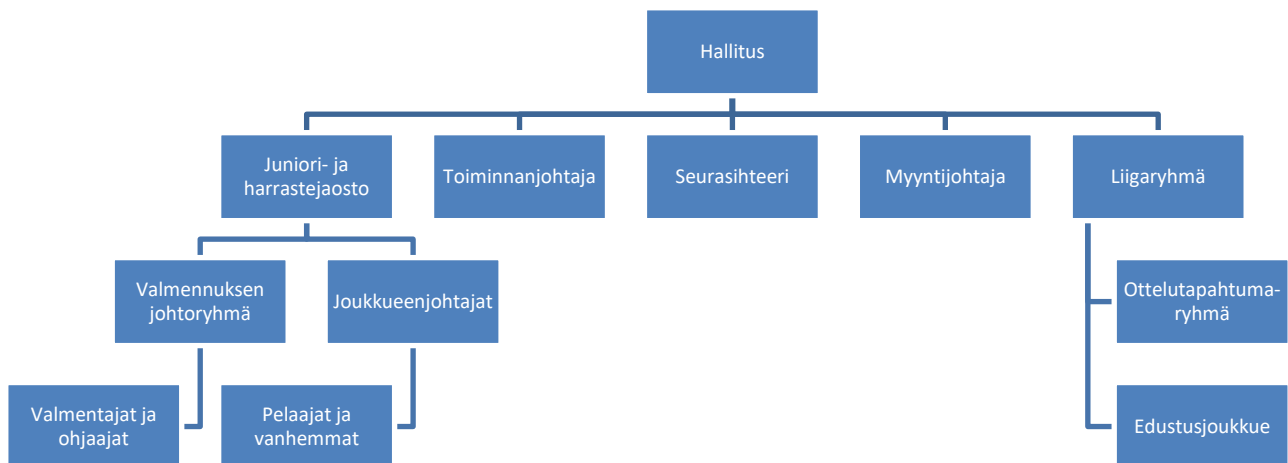 Hallitus
Juniori- ja
harrastejaosto
Toiminnanjohtaja
Seurasihteeri
Myyntijohtaja
Liigaryhmä
Valmennuksen
johtoryhmä
Joukkueenjohtajat
Ottelutapahtuma-
ryhmä
Valmentajat ja
ohjaajat
Pelaajat ja
vanhemmat
Edustusjoukkue